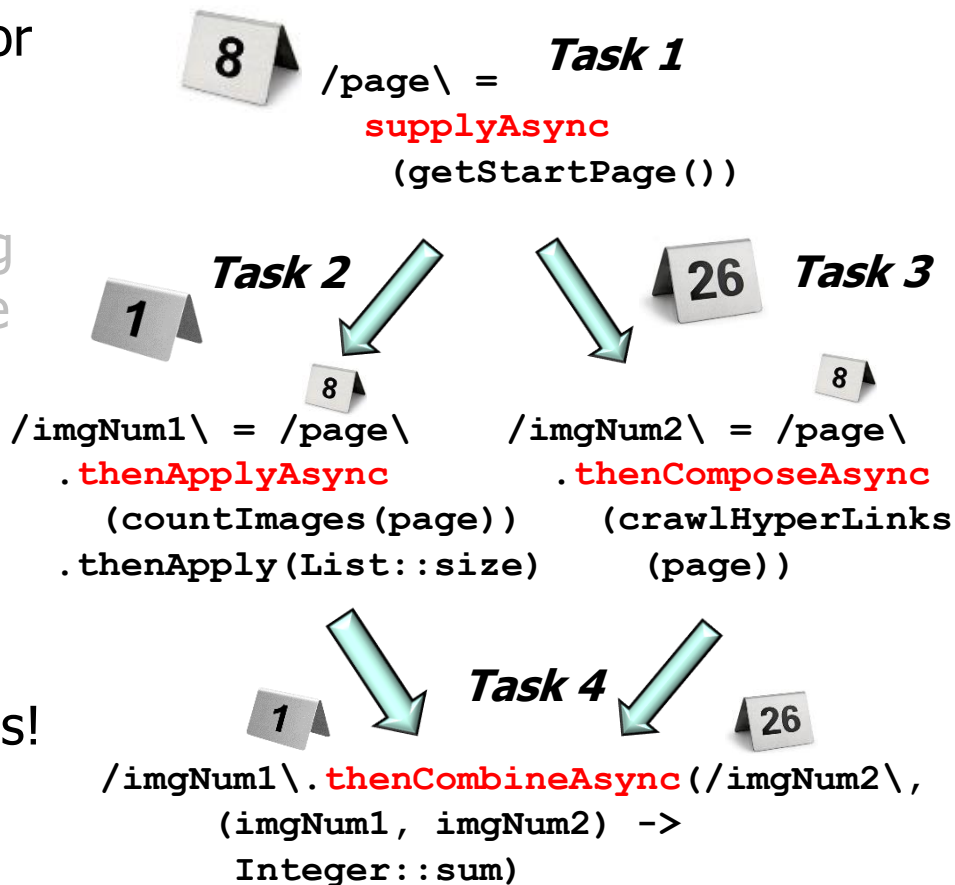 or
8
Task 1
/page\ =
supplyAsync
(getStartPage())
g
e
Task 2
1
26
Task 3
8
8
/imgNum1\ = /page\
.thenApplyAsync
(countImages(page))
.thenApply(List::size)
/imgNum2\ = /page\
.thenComposeAsync
(crawlHyperLinks
(page))
Task 4
s!
1
26
/imgNum1\.thenCombineAsync(/imgNum2\,
(imgNum1, imgNum2) ->
Integer::sum)